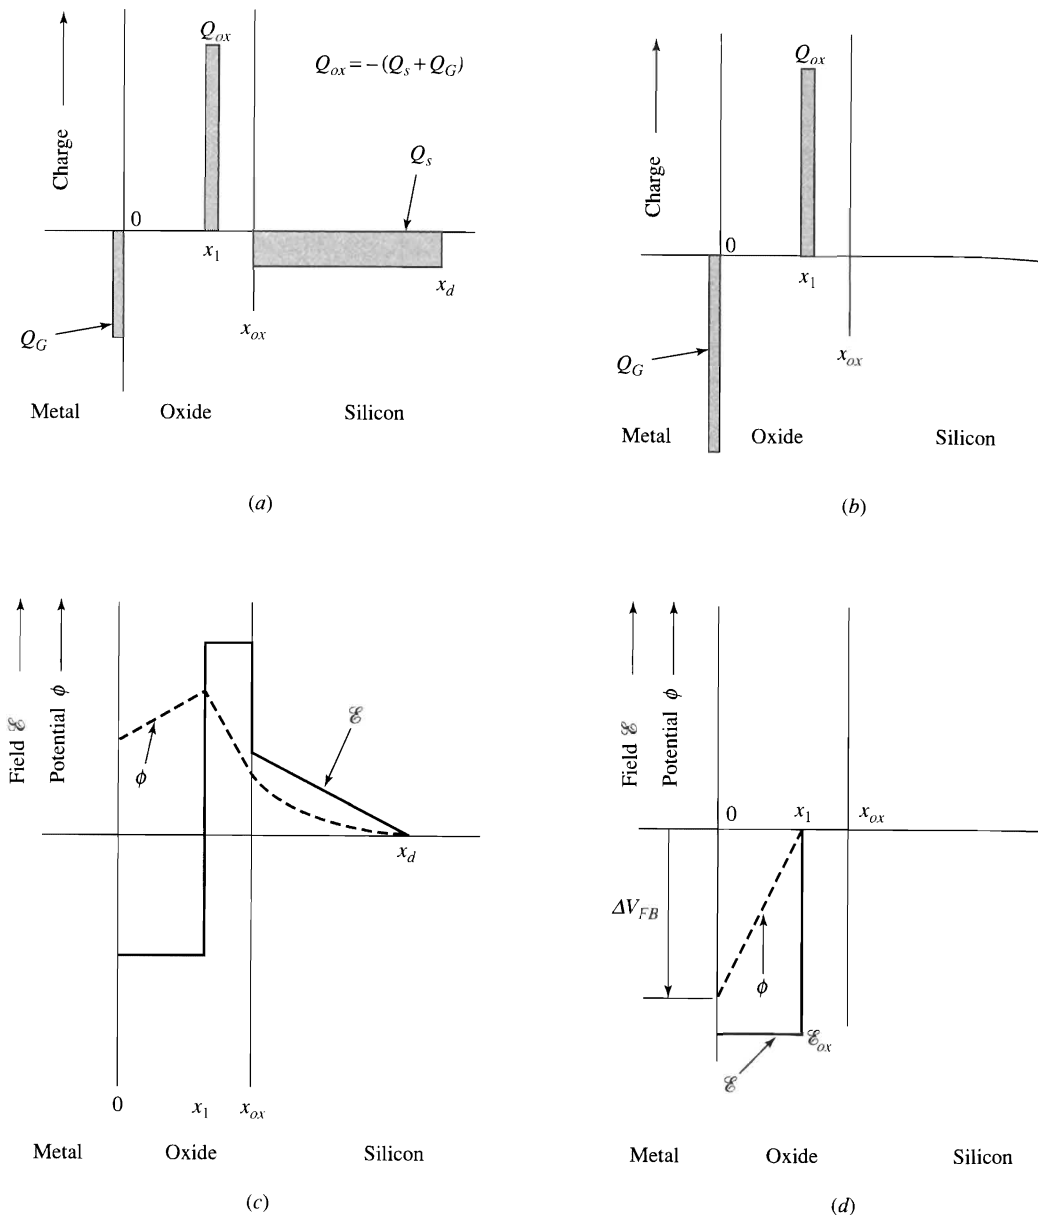 Charge
Q_ox
Q_ox = −(Q_s + Q_G)
Q_s
0
x_1
x_d
Q_G
x_ox
Metal Oxide Silicon
(a)
Charge
Q_ox
0
x_1
Q_G
x_ox
Metal Oxide Silicon
(b)
Field ℰ
Potential ϕ
ℰ
ϕ
x_d
0 x_1 x_ox
Metal Oxide Silicon
(c)
Field ℰ
Potential ϕ
0 x_1 x_ox
ΔV_FB
ϕ
ℰ_ox
ℰ
Metal Oxide Silicon
(d)